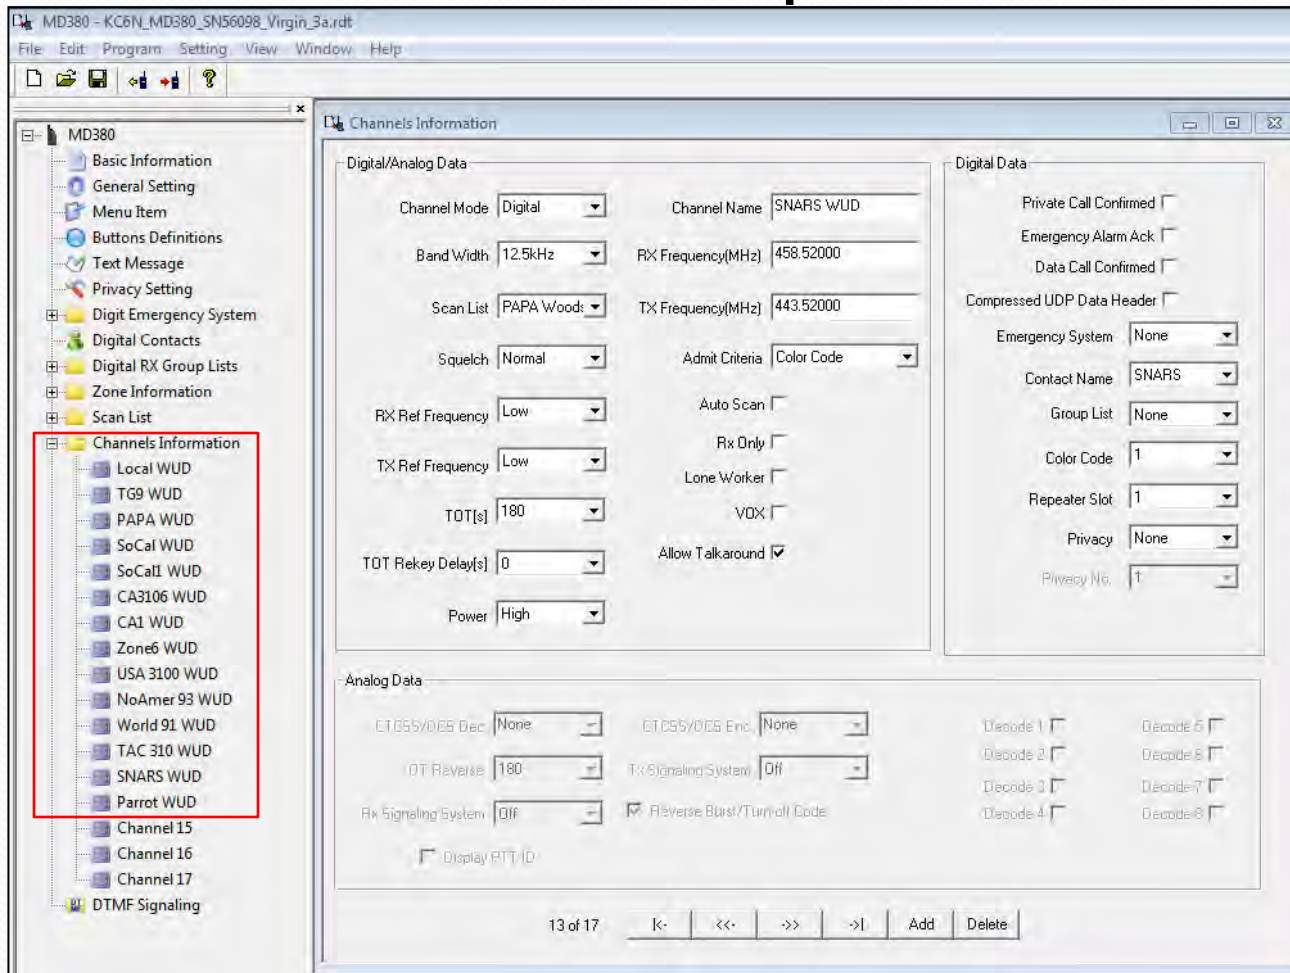 MD380 - KC6N_MD380_SN56098_Virgin_3a.rdt
File Edit Program Setting View Window Help
MD380
Basic Information
General Setting
Menu Item
Buttons Definitions
Text Message
Privacy Setting
Digit Emergency System
Digital Contacts
Digital RX Group Lists
Zone Information
Scan List
Channels Information
Local WUD
TG9 WUD
PAPA WUD
SoCal WUD
SoCal1 WUD
CA3106 WUD
CA1 WUD
Zone6 WUD
USA 3100 WUD
NoAmer 93 WUD
World 91 WUD
TAC 310 WUD
SNARS WUD
Parrot WUD
Channel 15
Channel 16
Channel 17
DTMF Signaling
Channels Information
Digital/Analog Data
Channel Mode Digital
Band Width 12.5kHz
Scan List PAPA Woods
Squelch Normal
RX Ref Frequency Low
TX Ref Frequency Low
TOT[s] 180
TOT Rekey Delay[s] 0
Power High
Channel Name SNARS WUD
RX Frequency(MHz) 458.52000
TX Frequency(MHz) 443.52000
Admit Criteria Color Code
Auto Scan
Rx Only
Lone Worker
VOX
Allow Talkaround
Digital Data
Private Call Confirmed
Emergency Alarm Ack
Data Call Confirmed
Compressed UDP Data Header
Emergency System None
Contact Name SNARS
Group List None
Color Code 1
Repeater Slot 1
Privacy None
Privacy No. 1
Analog Data
CTCSS/DCS Dec None
QT Reverse 180
Rx Signaling System Off
Display PTT ID
CTCSS/DCS Enc None
Tx Signaling System Off
Reverse Burst/Turn-off Code
Decode 1 Decode 5
Decode 2 Decode 6
Decode 3 Decode 7
Decode 4 Decode 8
13 of 17 |<- <<- ->> ->| Add Delete